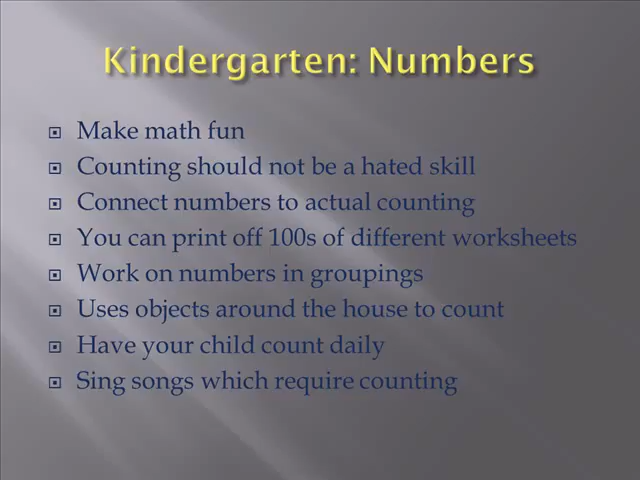 Kindergarten: Numbers
Make math fun
Counting should not be a hated skill
Connect numbers to actual counting
You can print off 100s of different worksheets
Work on numbers in groupings
Uses objects around the house to count
Have your child count daily
Sing songs which require counting